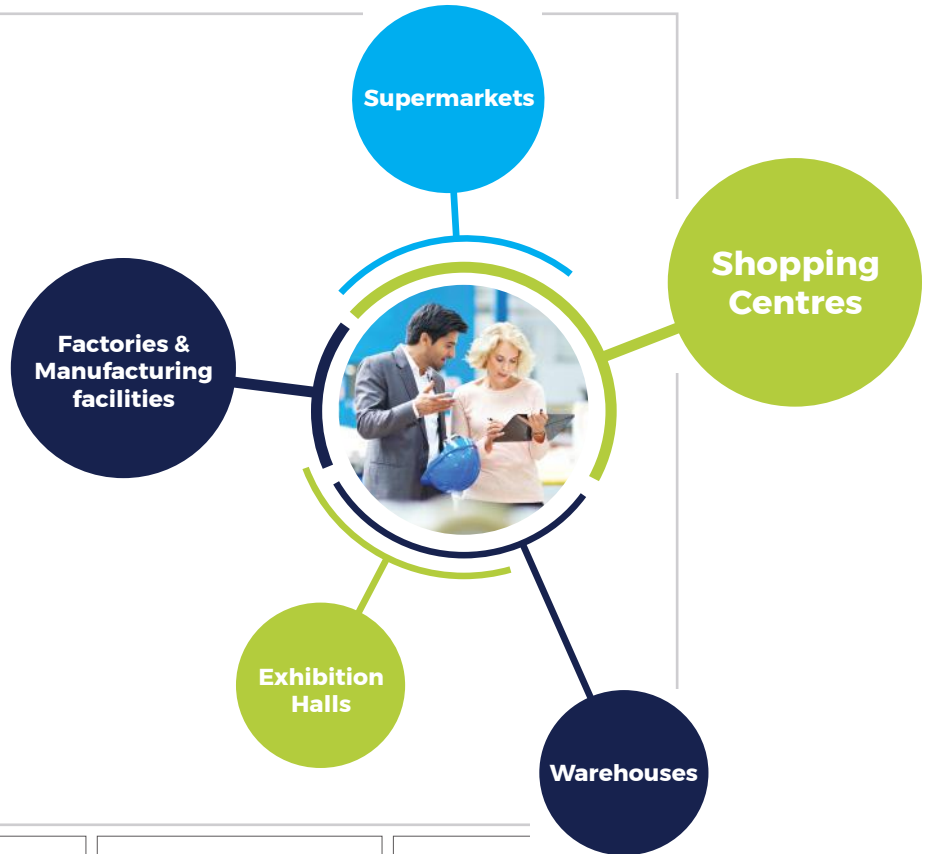 Supermarkets
Shopping
Centres
Factories &
Manufacturing
facilities
Exhibition
Halls
Warehouses